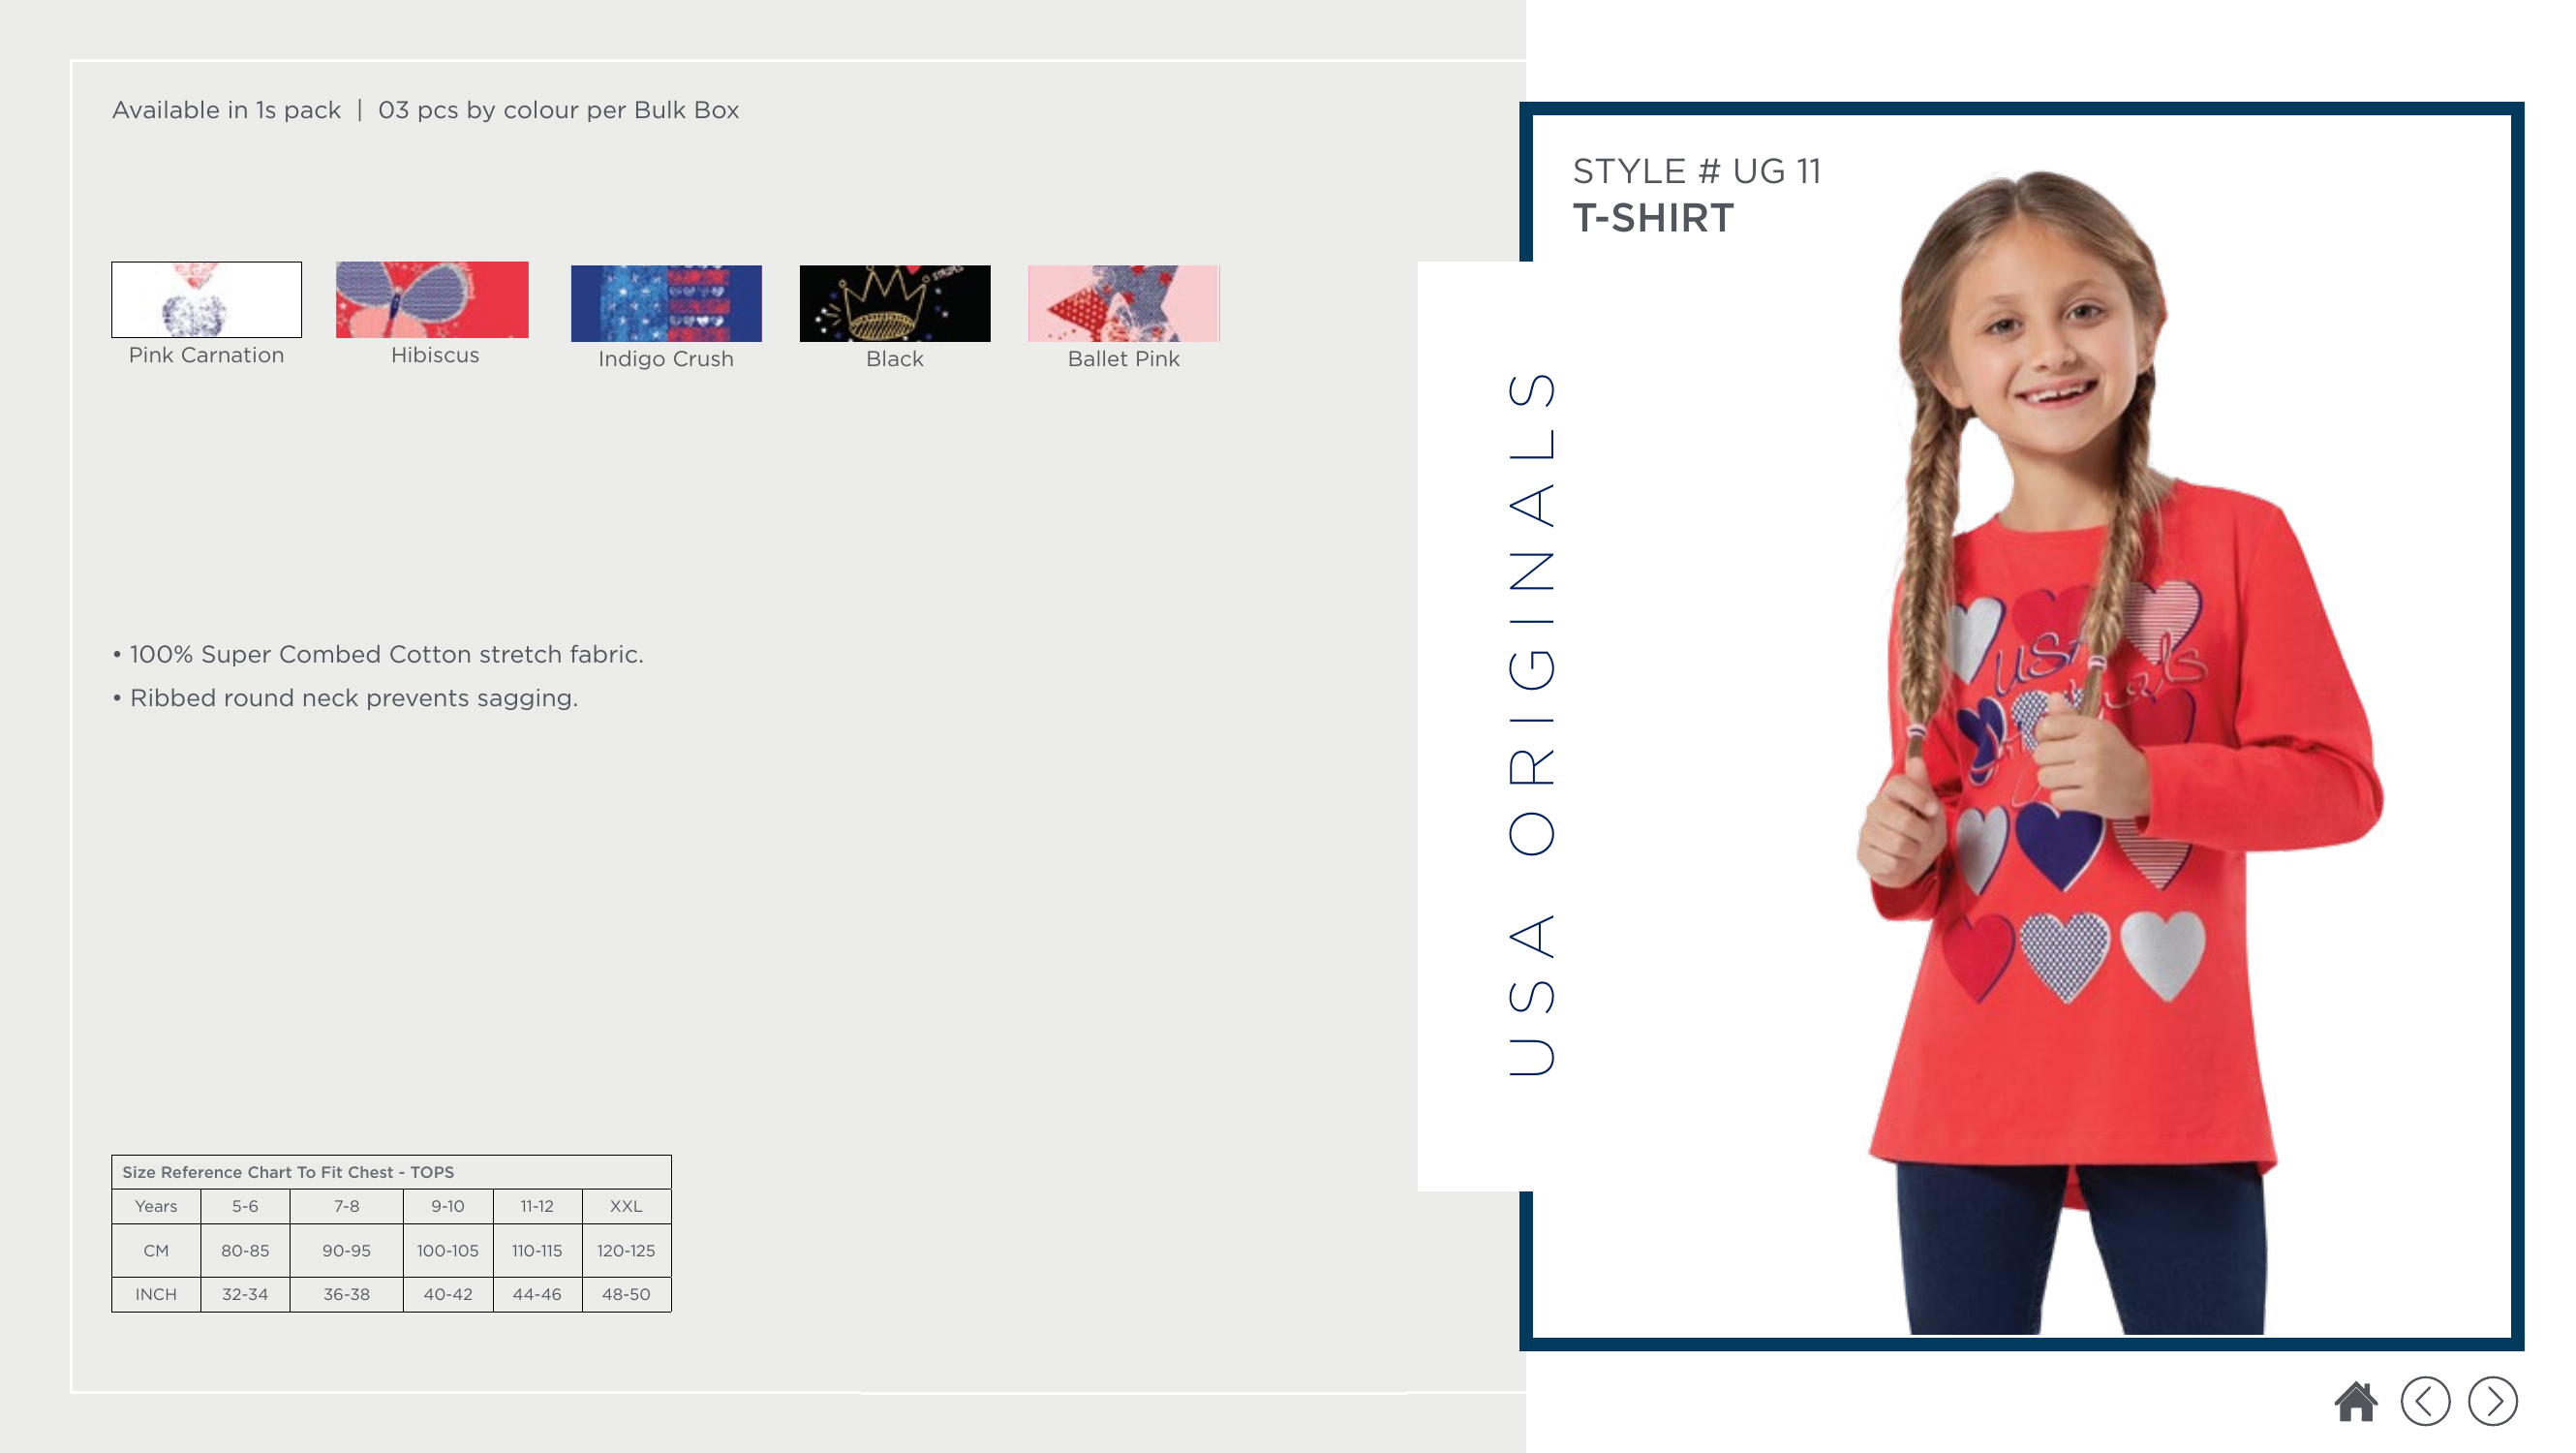 Available in 1s pack | 03 pcs by colour per Bulk Box
STYLE # UG 11
T-SHIRT
Pink Carnation
Hibiscus
Indigo Crush
Black
Ballet Pink
USA ORIGINALS
• 100% Super Combed Cotton stretch fabric.
• Ribbed round neck prevents sagging.
Size Reference Chart To Fit Chest - TOPS
Years 5-6 7-8 9-10 11-12 XXL
CM 80-85 90-95 100-105 110-115 120-125
INCH 32-34 36-38 40-42 44-46 48-50